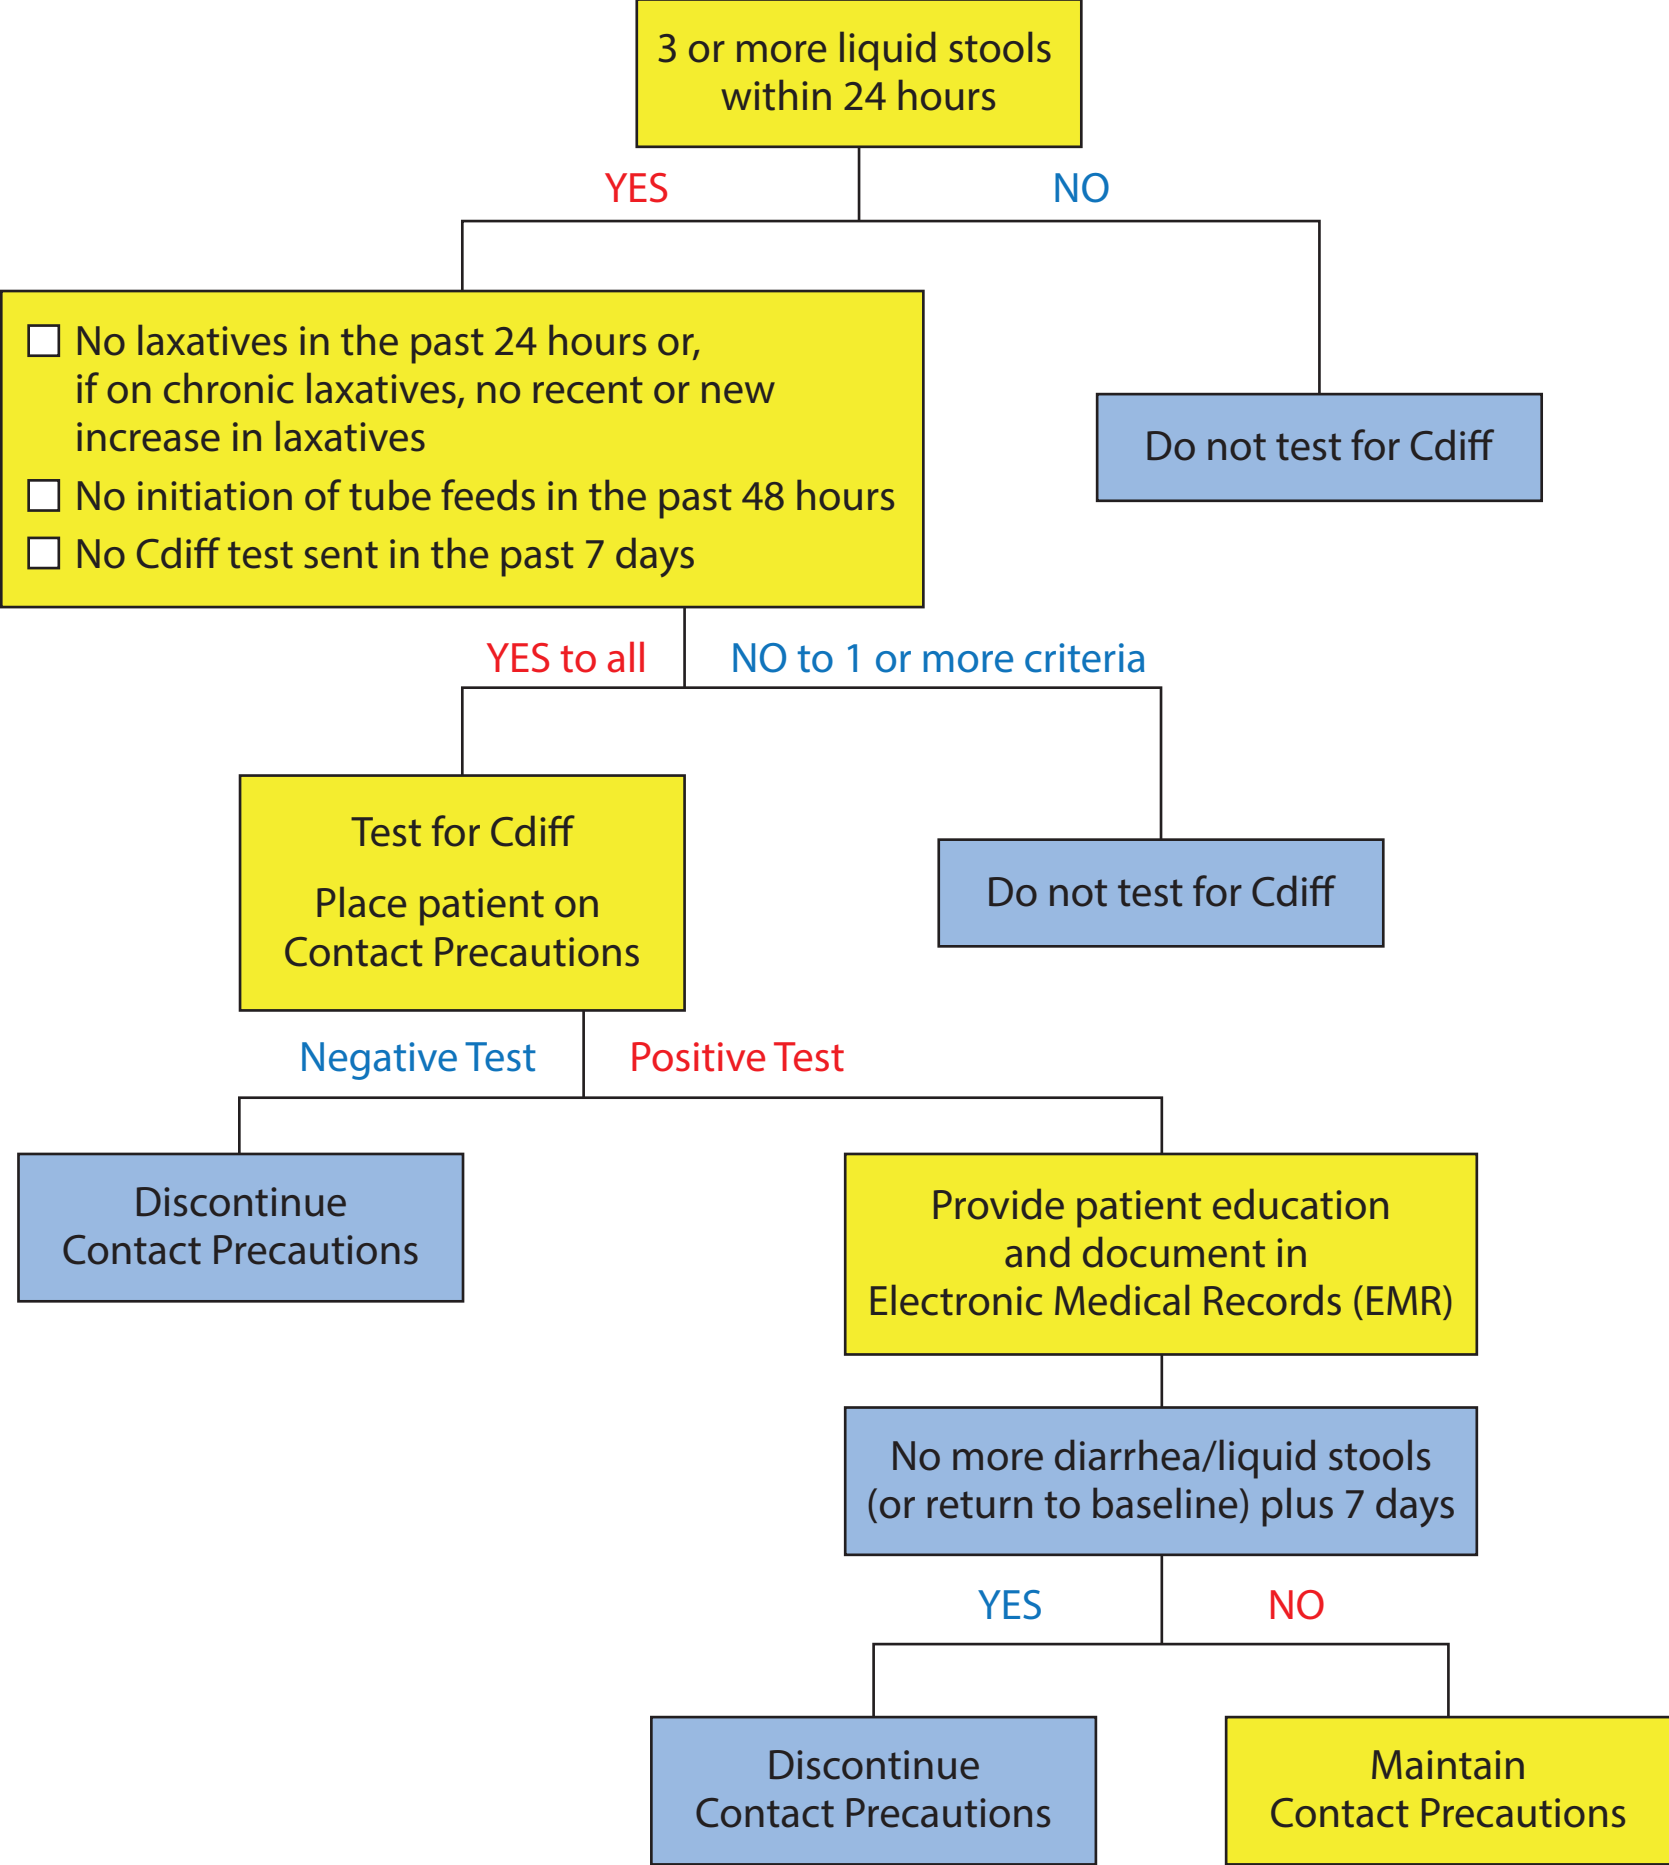 3 or more liquid stools
within 24 hours
YES
NO
No laxatives in the past 24 hours or,
if on chronic laxatives, no recent or new
increase in laxatives
No initiation of tube feeds in the past 48 hours
No Cdiff test sent in the past 7 days
Do not test for Cdiff
YES to all
NO to 1 or more criteria
Test for Cdiff
Place patient on
Contact Precautions
Do not test for Cdiff
Negative Test
Positive Test
Discontinue
Contact Precautions
Provide patient education
and document in
Electronic Medical Records (EMR)
No more diarrhea/liquid stools
(or return to baseline) plus 7 days
YES
NO
Discontinue
Contact Precautions
Maintain
Contact Precautions